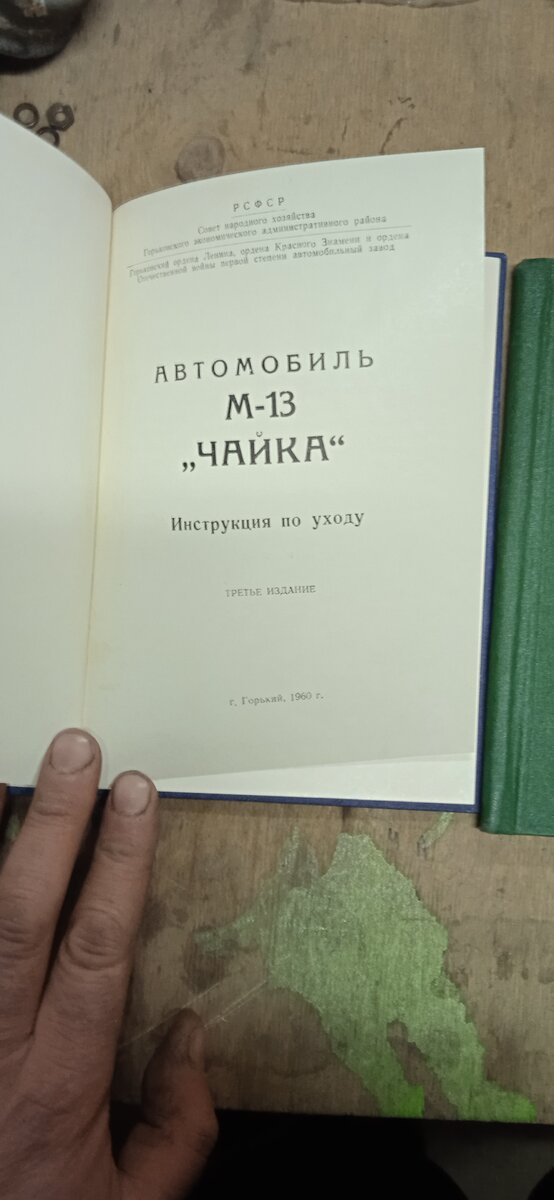 РСФСР
Совет народного хозяйства
Горьковского экономического административного района
Горьковский ордена Ленина, ордена Красного Знамени и ордена
Отечественной войны первой степени автомобильный завод
АВТОМОБИЛЬ
М-13
„ЧАЙКА“
Инструкция по уходу
ТРЕТЬЕ ИЗДАНИЕ
г. Горький, 1960 г.